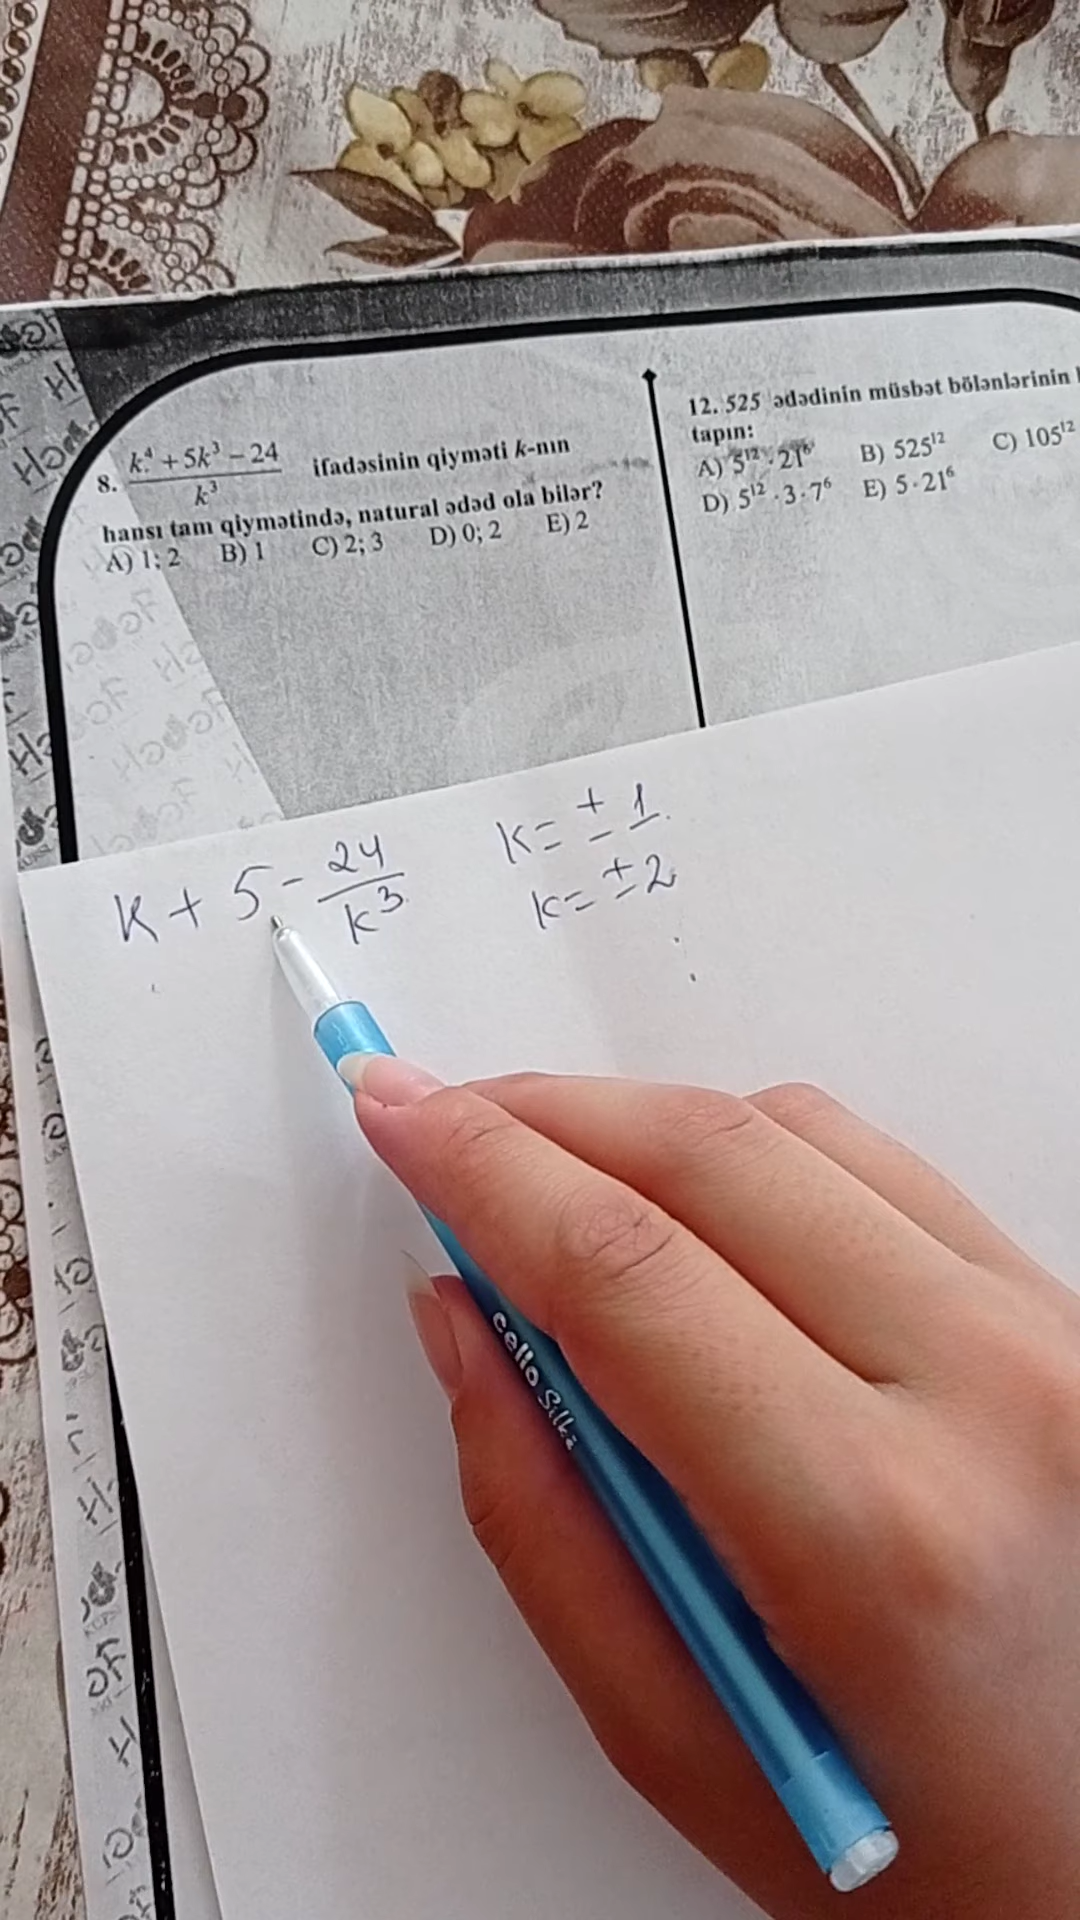 8. (k⁴ + 5k³ − 24)/k³ ifadəsinin qiyməti k-nın
hansı tam qiymətində, natural ədəd ola bilər?
A) 1; 2 B) 1 C) 2; 3 D) 0; 2 E) 2
12. 525 ədədinin müsbət bölənlərinin
tapın:
A) 5¹² · 21⁶ B) 525¹² C) 105¹²
D) 5¹² · 3 · 7⁶ E) 5 · 21⁶
K + 5 − 24/k³
K = ± 1
K = ± 2
cello Silke